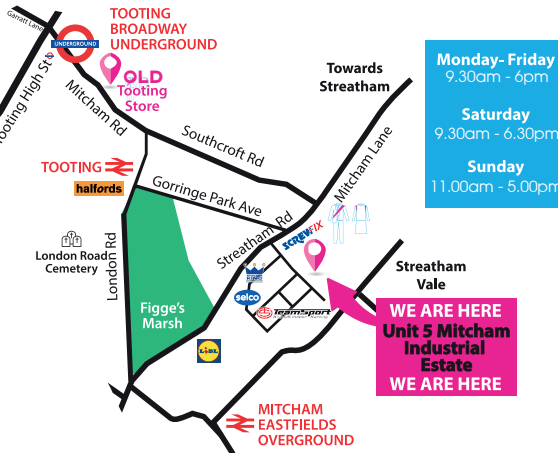 Garratt Lane
TOOTING
BROADWAY
UNDERGROUND
UNDERGROUND
Tooting High St
OLD
Tooting
Store
Mitcham Rd
Southcroft Rd
Towards
Streatham
Mitcham Lane
Monday- Friday
9.30am - 6pm
Saturday
9.30am - 6.30pm
Sunday
11.00am - 5.00pm
TOOTING
halfords
Gorringe Park Ave
London Road
Cemetery
London Rd
Streatham Rd
SCREWFIX
Figge's
Marsh
selco
TeamSport
LIDL
Streatham
Vale
WE ARE HERE
Unit 5 Mitcham
Industrial
Estate
WE ARE HERE
MITCHAM
EASTFIELDS
OVERGROUND